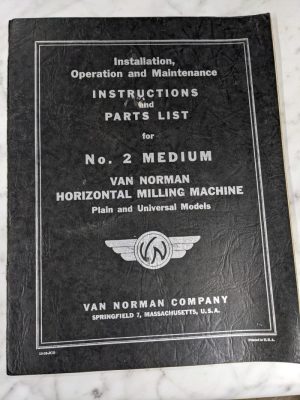 Installation,
Operation and Maintenance
INSTRUCTIONS
and
PARTS LIST
for
No. 2 MEDIUM
VAN NORMAN
HORIZONTAL MILLING MACHINE
Plain and Universal Models
VN
VAN NORMAN COMPANY
SPRINGFIELD 7, MASSACHUSETTS, U.S.A.
Printed in U.S.A.